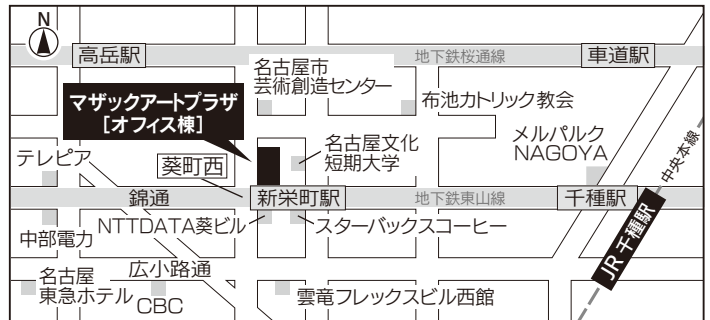 N
高岳駅
地下鉄桜通線
車道駅
名古屋市
芸術創造センター
布池カトリック教会
マザックアートプラザ
［オフィス棟］
名古屋文化
短期大学
メルパルク
NAGOYA
中央本線
テレピア
葵町西
錦通
新栄町駅
地下鉄東山線
千種駅
JR千種駅
中部電力
NTTDATA葵ビル
スターバックスコーヒー
広小路通
名古屋
東急ホテル
CBC
雲竜フレックスビル西館